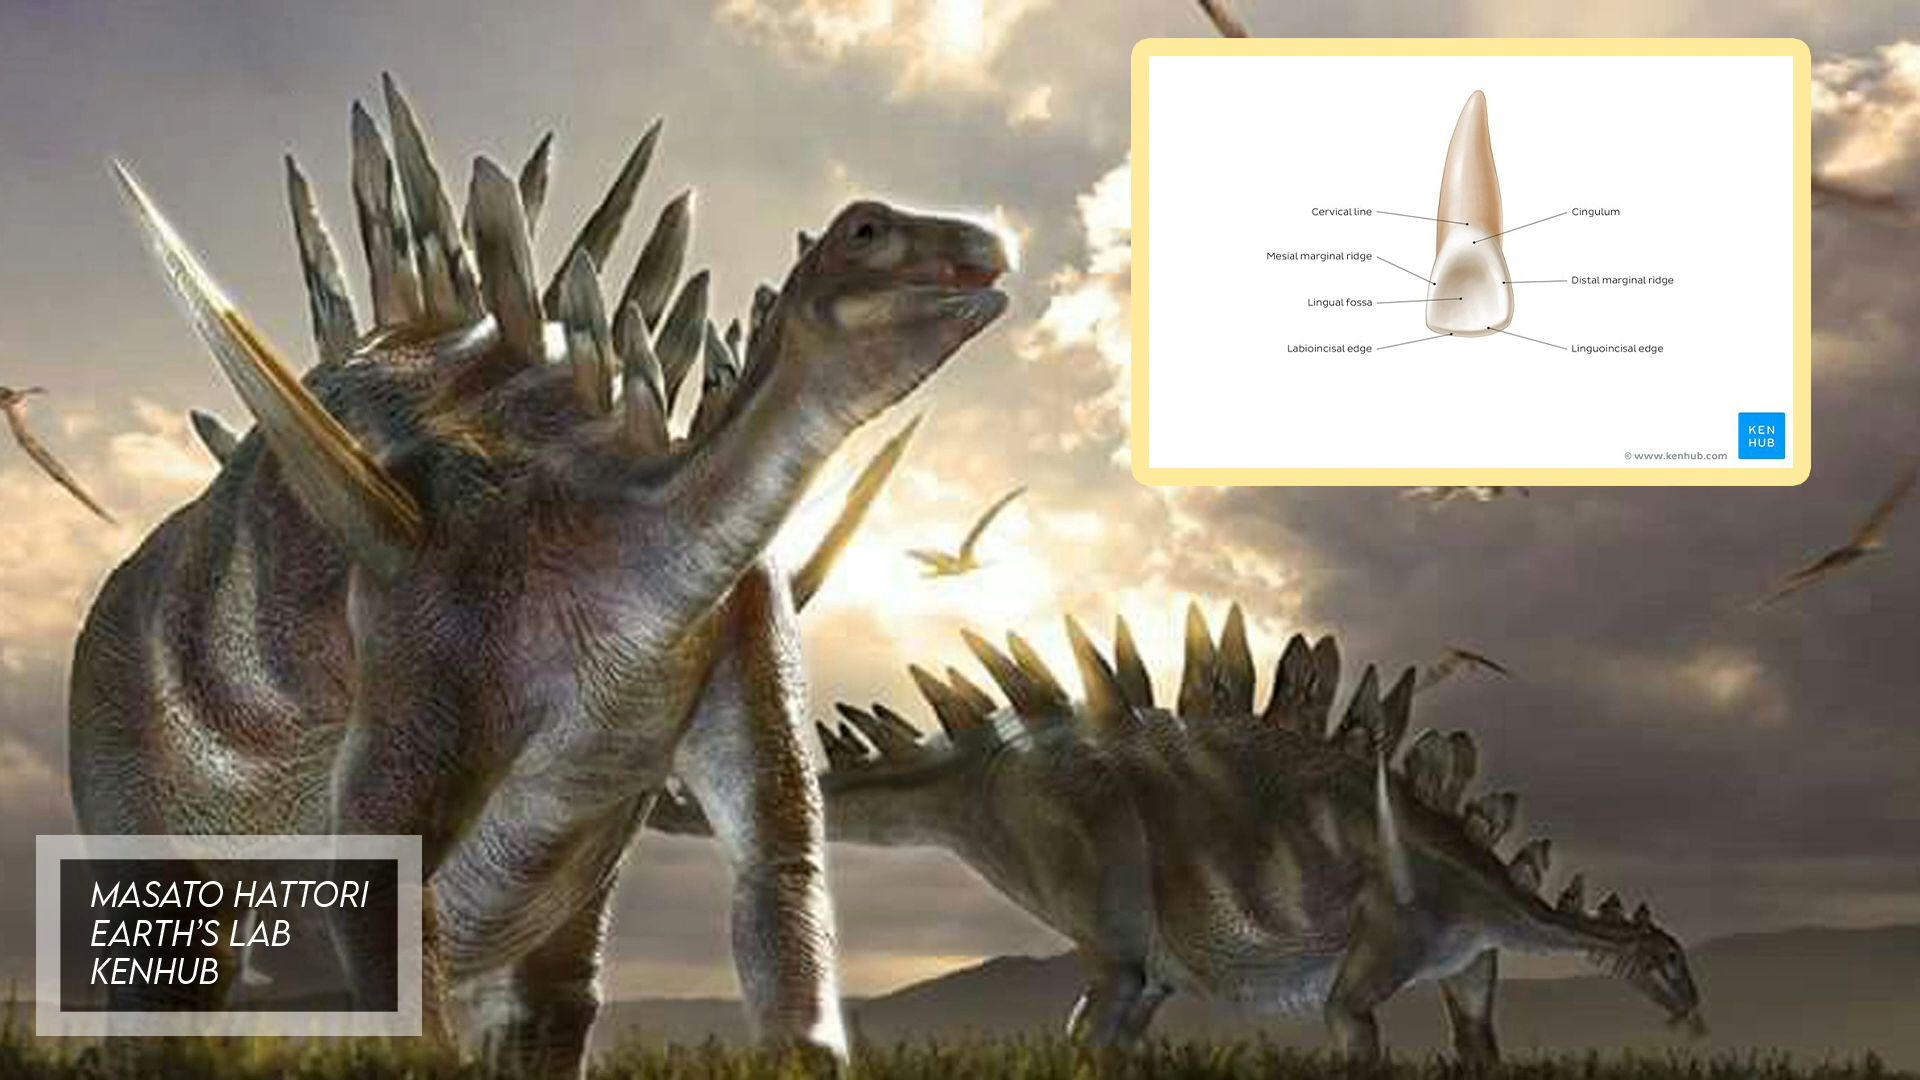 Cervical line
Cingulum
Mesial marginal ridge
Distal marginal ridge
Lingual fossa
Labioincisal edge
Linguoincisal edge
KEN
HUB
© www.kenhub.com
MASATO HATTORI
EARTH'S LAB
KENHUB